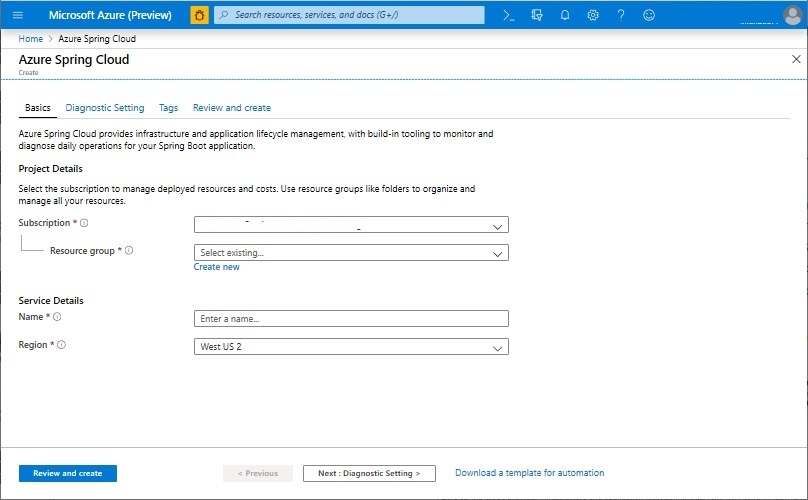 Microsoft Azure (Preview)
Search resources, services, and docs (G+/)
Home > Azure Spring Cloud
Azure Spring Cloud
Create
Basics Diagnostic Setting Tags Review and create
Azure Spring Cloud provides infrastructure and application lifecycle management, with build-in tooling to monitor and
diagnose daily operations for your Spring Boot application.
Project Details
Select the subscription to manage deployed resources and costs. Use resource groups like folders to organize and
manage all your resources.
Subscription *
Resource group * Select existing...
Create new
Service Details
Name * Enter a name...
Region * West US 2
Review and create < Previous Next : Diagnostic Setting > Download a template for automation